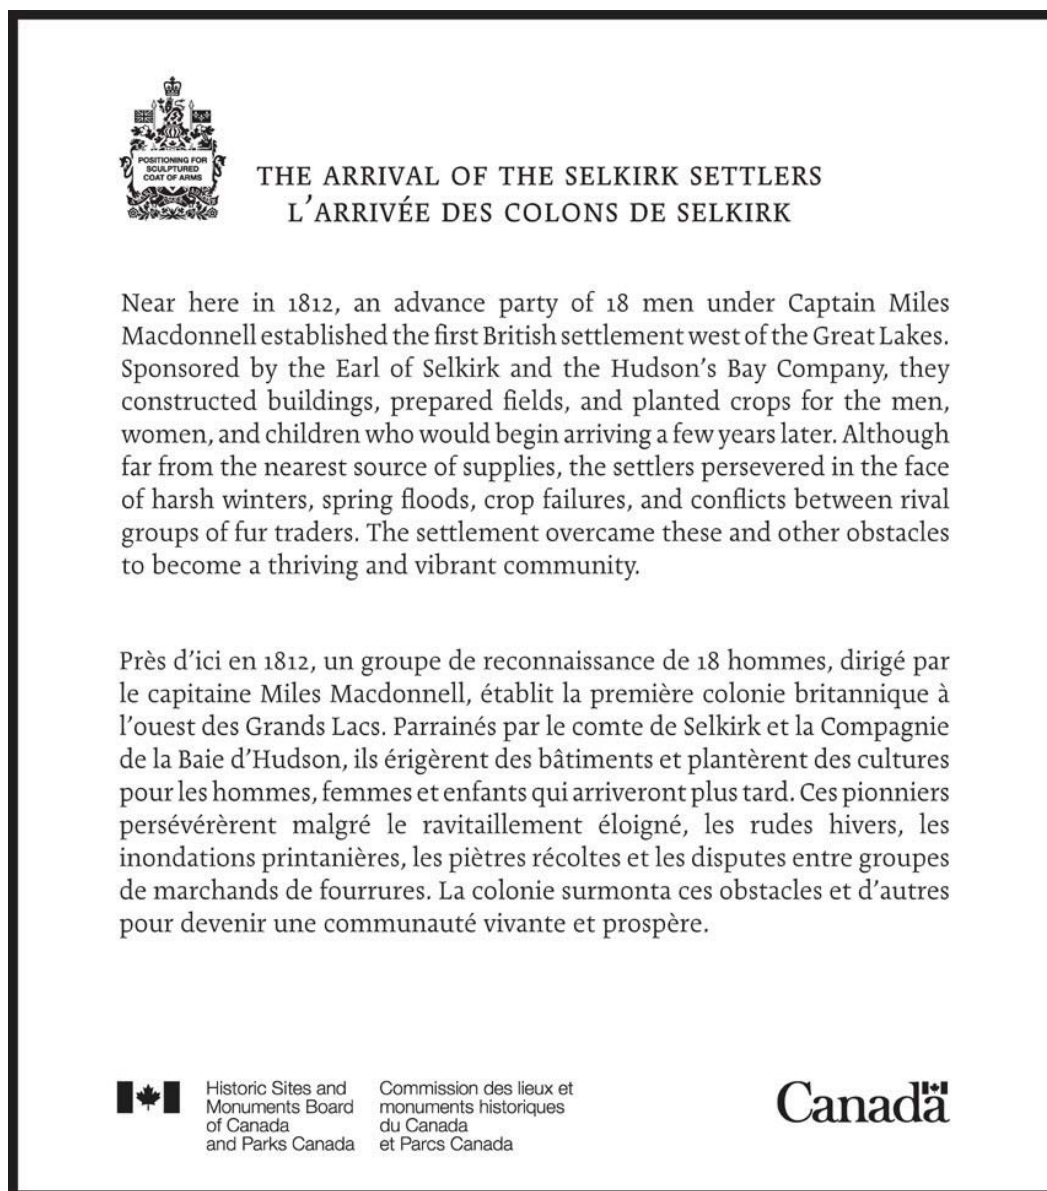 POSITIONING FOR
SCULPTURED
COAT OF ARMS
THE ARRIVAL OF THE SELKIRK SETTLERS
L'ARRIVÉE DES COLONS DE SELKIRK
Near here in 1812, an advance party of 18 men under Captain Miles
Macdonnell established the first British settlement west of the Great Lakes.
Sponsored by the Earl of Selkirk and the Hudson's Bay Company, they
constructed buildings, prepared fields, and planted crops for the men,
women, and children who would begin arriving a few years later. Although
far from the nearest source of supplies, the settlers persevered in the face
of harsh winters, spring floods, crop failures, and conflicts between rival
groups of fur traders. The settlement overcame these and other obstacles
to become a thriving and vibrant community.
Près d'ici en 1812, un groupe de reconnaissance de 18 hommes, dirigé par
le capitaine Miles Macdonnell, établit la première colonie britannique à
l'ouest des Grands Lacs. Parrainés par le comte de Selkirk et la Compagnie
de la Baie d'Hudson, ils érigèrent des bâtiments et plantèrent des cultures
pour les hommes, femmes et enfants qui arriveront plus tard. Ces pionniers
persévérèrent malgré le ravitaillement éloigné, les rudes hivers, les
inondations printanières, les piètres récoltes et les disputes entre groupes
de marchands de fourrures. La colonie surmonta ces obstacles et d'autres
pour devenir une communauté vivante et prospère.
Historic Sites and
Monuments Board
of Canada
and Parks Canada
Commission des lieux et
monuments historiques
du Canada
et Parcs Canada
Canada